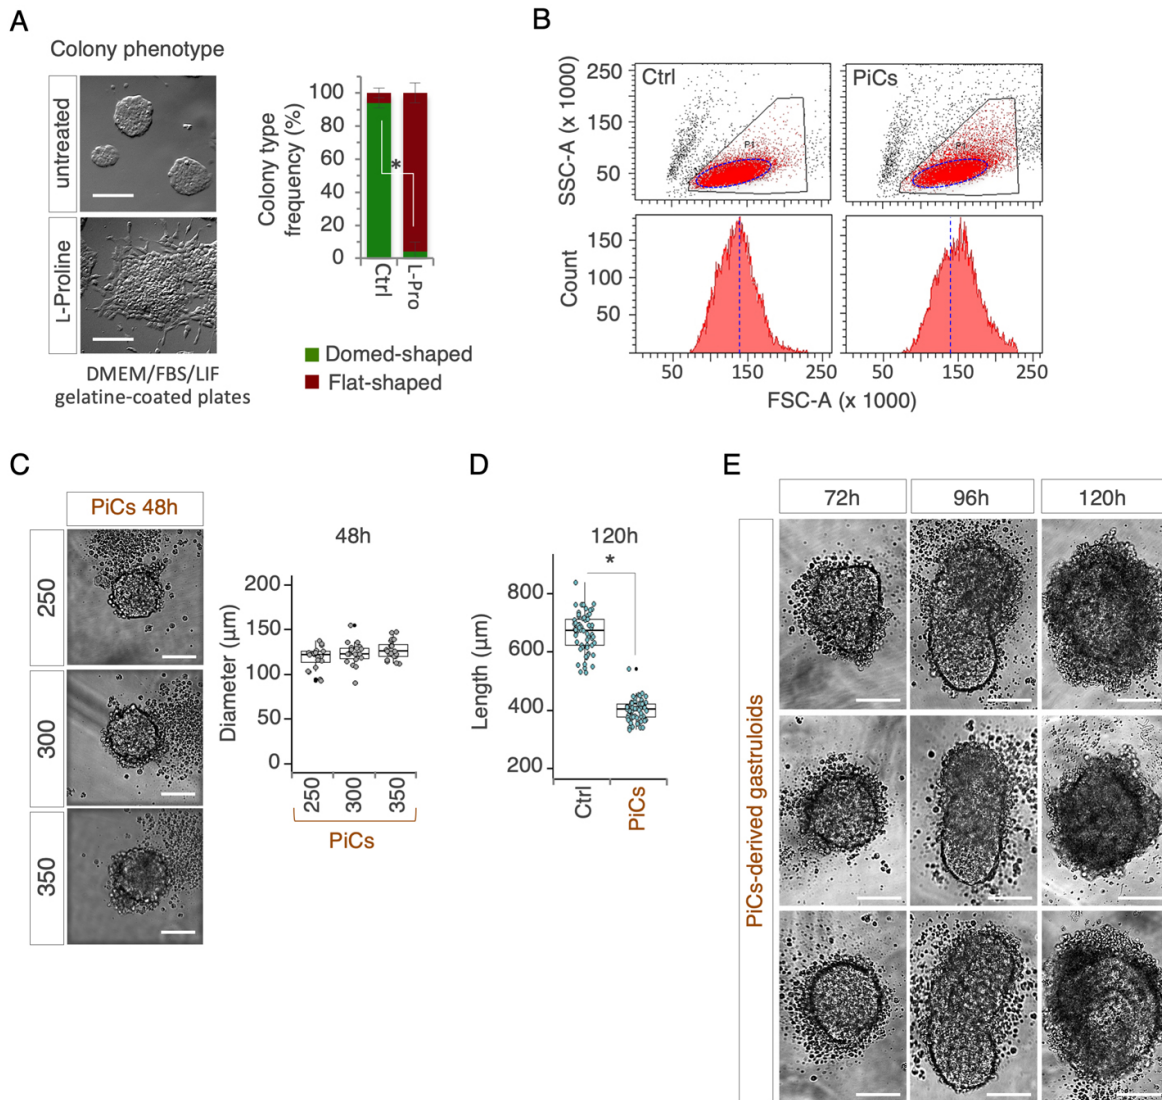 A
Colony phenotype
untreated
L-Proline
DMEM/FBS/LIF
gelatine-coated plates
Colony type
frequency (%)
100
80
60
40
20
0
*
Ctrl
L-Pro
Domed-shaped
Flat-shaped
B
SSC-A (x 1000)
250
150
50
Ctrl
P1
PiCs
P1
Count
150
100
50
50
150
250
50
150
250
FSC-A (x 1000)
C
PiCs 48h
250
300
350
48h
Diameter (µm)
200
150
100
50
0
250
300
350
PiCs
D
120h
*
Length (µm)
800
600
400
200
Ctrl
PiCs
E
72h
96h
120h
PiCs-derived gastruloids